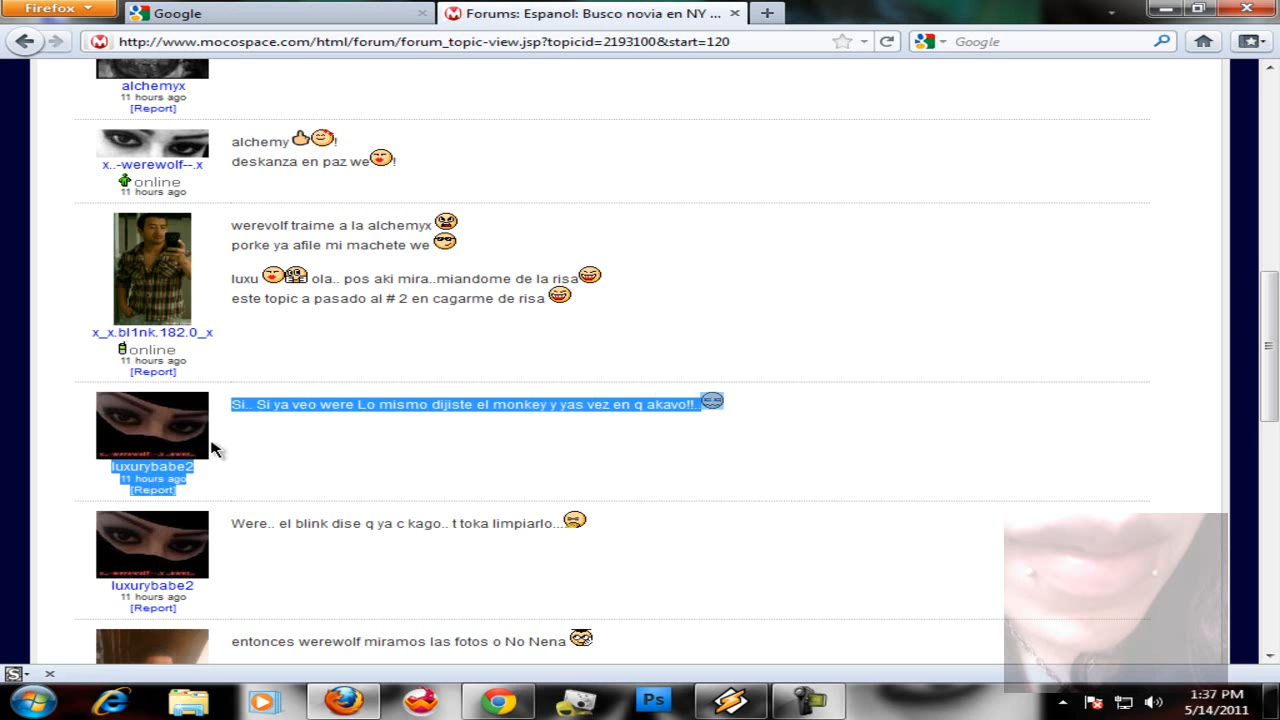 Firefox
Google
Forums: Espanol: Busco novia en NY ...
http://www.mocospace.com/html/forum/forum_topic-view.jsp?topicid=2193100&start=120
Google
alchemyx
11 hours ago
[Report]
alchemy !
deskanza en paz we !
x..-werewolf--.x
online
11 hours ago
werevolf traime a la alchemyx
porke ya afile mi machete we
luxu ola.. pos aki mira..miandome de la risa
este topic a pasado al # 2 en cagarme de risa
x_x.bl1nk.182.0_x
online
11 hours ago
[Report]
Si.. Si ya veo were Lo mismo dijiste el monkey y yas vez en q akavo!!..
luxurybabe2
11 hours ago
[Report]
Were.. el blink dise q ya c kago.. t toka limpiarlo...
luxurybabe2
11 hours ago
[Report]
entonces werewolf miramos las fotos o No Nena
S
Ps
1:37 PM
5/14/2011